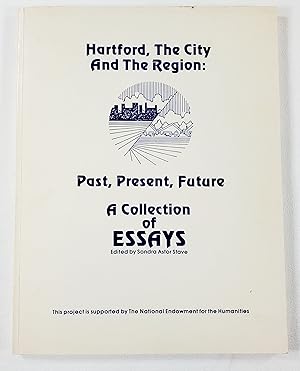 Hartford, The City
And The Region:
Past, Present, Future
A Collection
of
ESSAYS
Edited by Sondra Astor Stave
This project is supported by The National Endowment for the Humanities